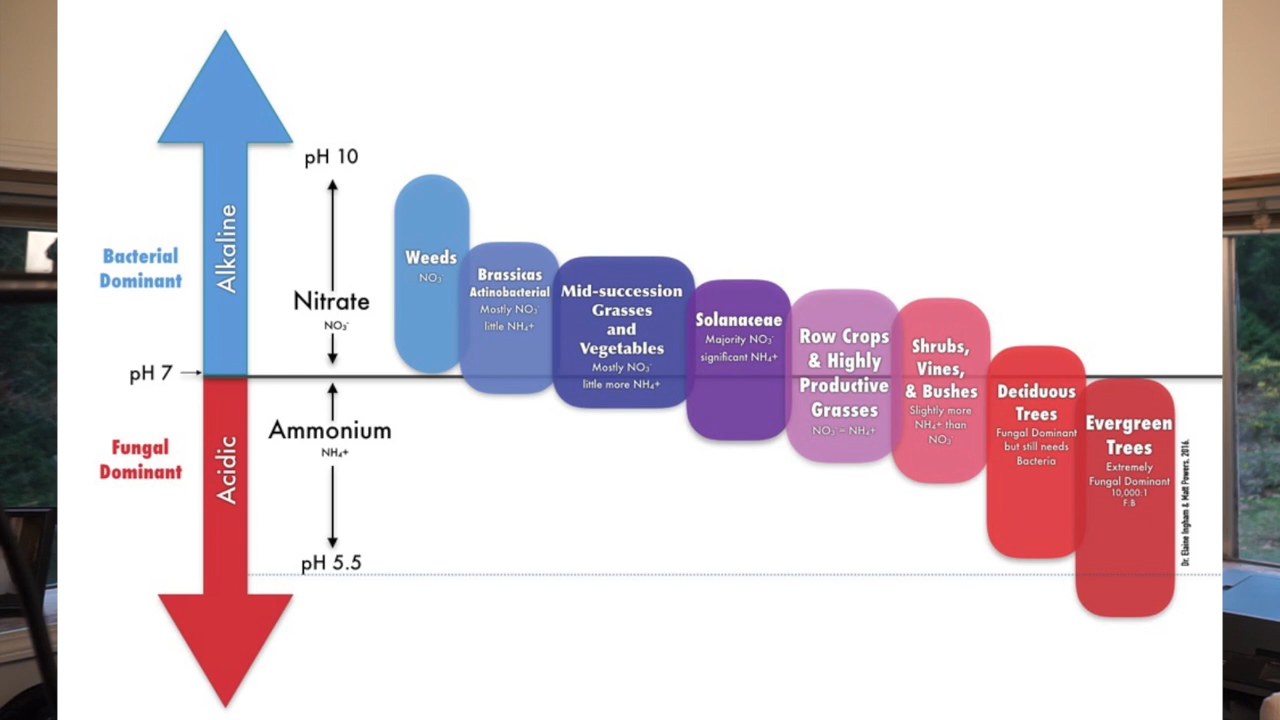 pH 10
Alkaline
Bacterial
Dominant
Nitrate
NO₃⁻
pH 7
Ammonium
NH₄+
Fungal
Dominant
Acidic
pH 5.5
Weeds
NO₃⁻
Brassicas
Actinobacterial
Mostly NO₃⁻
little NH₄+
Mid-succession
Grasses
and
Vegetables
Mostly NO₃⁻
little more NH₄+
Solanaceae
Majority NO₃⁻
significant NH₄+
Row Crops
& Highly
Productive
Grasses
NO₃⁻ = NH₄+
Shrubs,
Vines,
& Bushes
Slightly more
NH₄+ than
NO₃⁻
Deciduous
Trees
Fungal Dominant
but still needs
Bacteria
Evergreen
Trees
Extremely
Fungal Dominant
10,000:1
F:B
Dr. Elaine Ingham & Matt Powers. 2016.